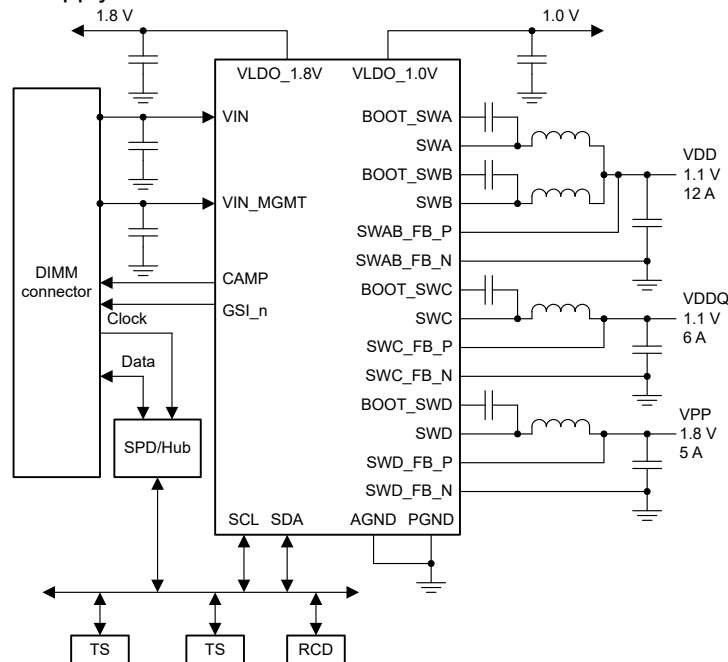 1.8 V
1.0 V
VLDO_1.8V
VLDO_1.0V
VIN
VIN_MGMT
CAMP
GSI_n
DIMM
connector
Clock
Data
SPD/Hub
BOOT_SWA
SWA
BOOT_SWB
SWB
SWAB_FB_P
SWAB_FB_N
BOOT_SWC
SWC
SWC_FB_P
SWC_FB_N
BOOT_SWD
SWD
SWD_FB_P
SWD_FB_N
VDD
1.1 V
12 A
VDDQ
1.1 V
6 A
VPP
1.8 V
5 A
SCL
SDA
AGND
PGND
TS
TS
RCD